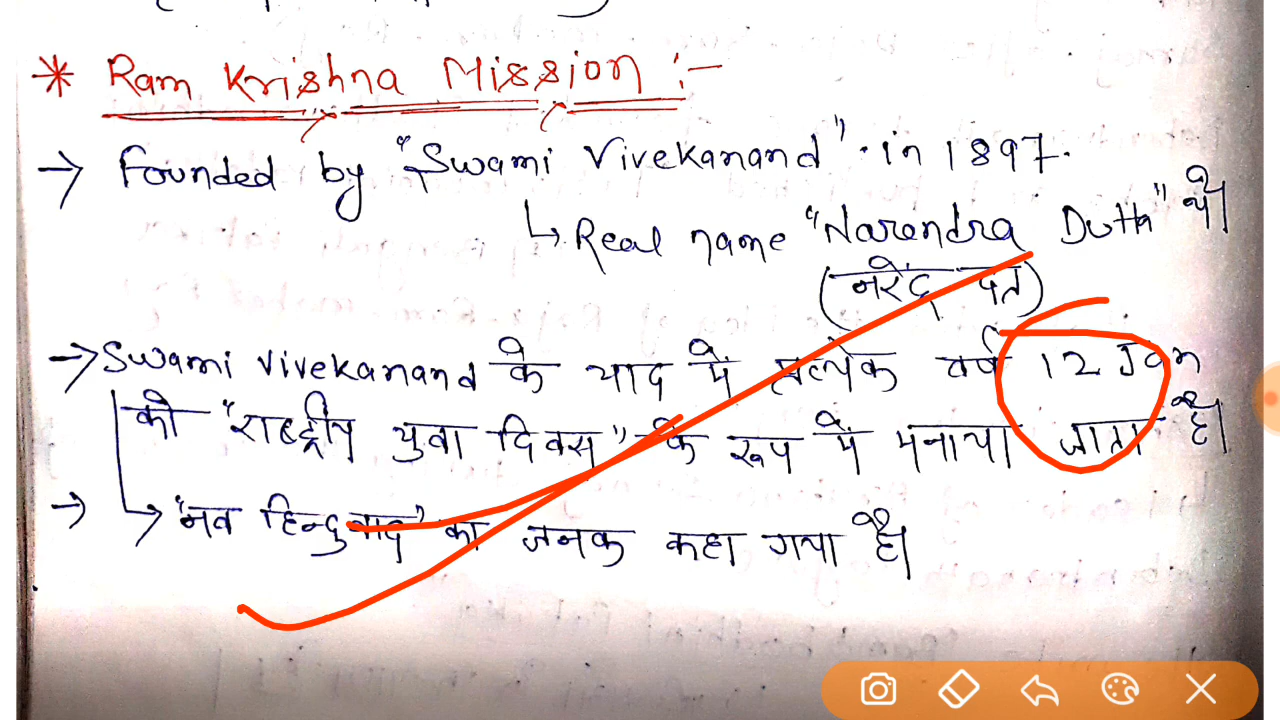 * Ram Krishna Mission :-
→ Founded by "Swami Vivekanand" in 1897.
↳ Real name "Narendra Dutta" थे।
(नरेंद्र दत्त)
→ Swami Vivekanand के याद में प्रत्येक वर्ष 12 Jan
को "राष्ट्रीय युवा दिवस" के रूप में मनाया जाता है।
→ ↳ "नव हिन्दुवाद" का जनक कहा गया है।